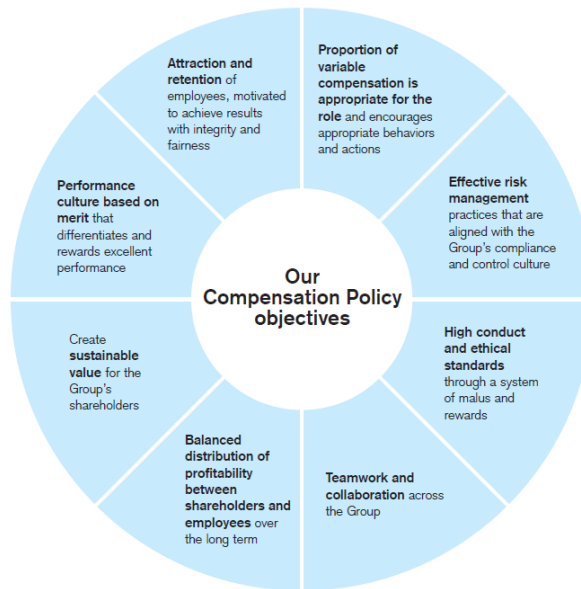 Attraction and
retention of
employees, motivated
to achieve results
with integrity and
fairness
Proportion of
variable
compensation is
appropriate for the
role and encourages
appropriate behaviors
and actions
Effective risk
management
practices that are
aligned with the
Group's compliance
and control culture
High conduct
and ethical
standards
through a system
of malus and
rewards
Teamwork and
collaboration across
the Group
Balanced
distribution of
profitability
between
shareholders and
employees over
the long term
Create
sustainable
value for the
Group's
shareholders
Performance
culture based on
merit that
differentiates and
rewards excellent
performance
Our
Compensation Policy
objectives